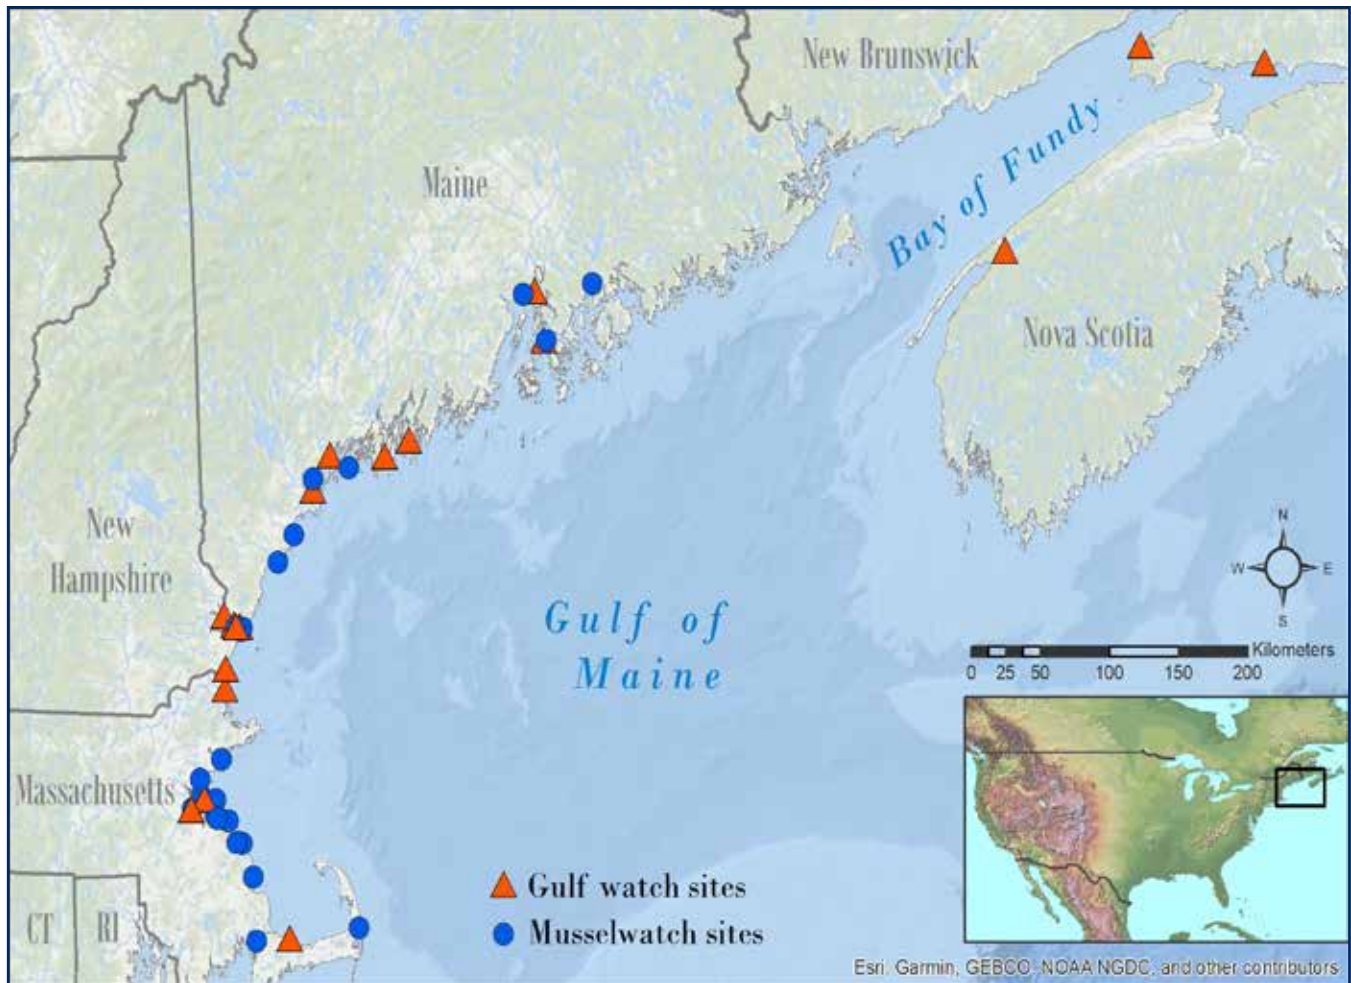 New Brunswick
Maine
Bay of Fundy
Nova Scotia
New
Hampshire
N
W E
S
Gulf of
Maine
Kilometers
0 25 50 100 150 200
Massachusetts
Gulf watch sites
CT RI
Musselwatch sites
Esri, Garmin, GEBCO, NOAA NGDC, and other contributors